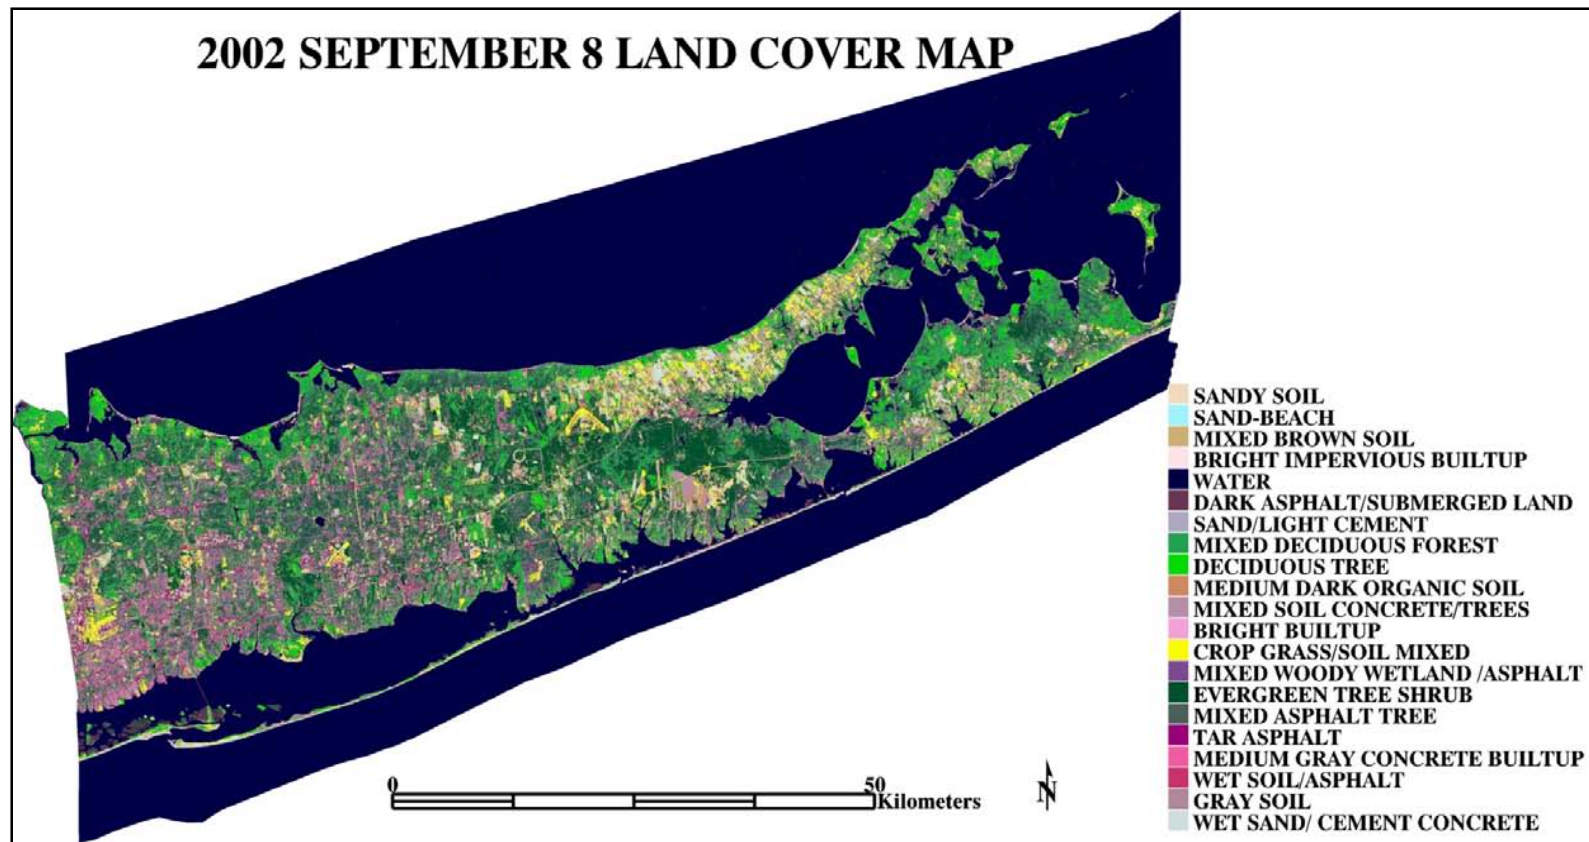 2002 SEPTEMBER 8 LAND COVER MAP
SANDY SOIL
SAND-BEACH
MIXED BROWN SOIL
BRIGHT IMPERVIOUS BUILTUP
WATER
DARK ASPHALT/SUBMERGED LAND
SAND/LIGHT CEMENT
MIXED DECIDUOUS FOREST
DECIDUOUS TREE
MEDIUM DARK ORGANIC SOIL
MIXED SOIL CONCRETE/TREES
BRIGHT BUILTUP
CROP GRASS/SOIL MIXED
MIXED WOODY WETLAND /ASPHALT
EVERGREEN TREE SHRUB
MIXED ASPHALT TREE
TAR ASPHALT
MEDIUM GRAY CONCRETE BUILTUP
WET SOIL/ASPHALT
GRAY SOIL
WET SAND/ CEMENT CONCRETE
0 50
Kilometers
N